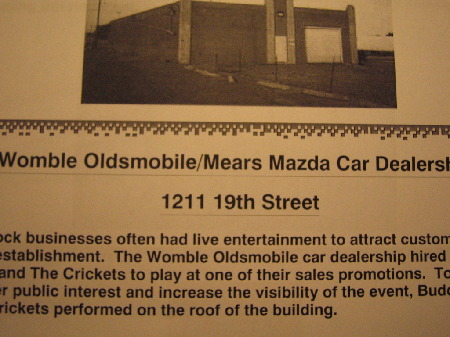 Womble Oldsmobile/Mears Mazda Car Dealersh
1211 19th Street
ock businesses often had live entertainment to attract custom
establishment. The Womble Oldsmobile car dealership hired
and The Crickets to play at one of their sales promotions. To
er public interest and increase the visibility of the event, Budd
rickets performed on the roof of the building.